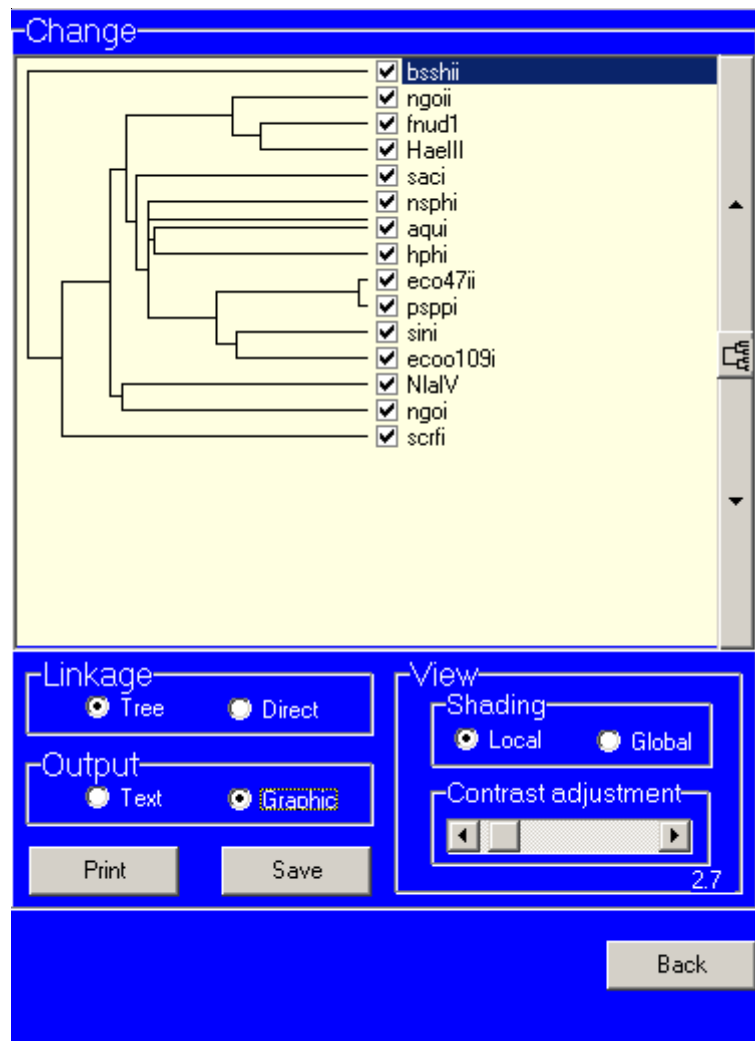 Change
bsshii
ngoii
fnud1
HaeIII
saci
nsphi
aqui
hphi
eco47ii
psppi
sini
ecoo109i
NlaIV
ngoi
scrfi
Linkage
Tree Direct
Output
Text Graphic
Print Save
View
Shading
Local Global
Contrast adjustment
2.7
Back